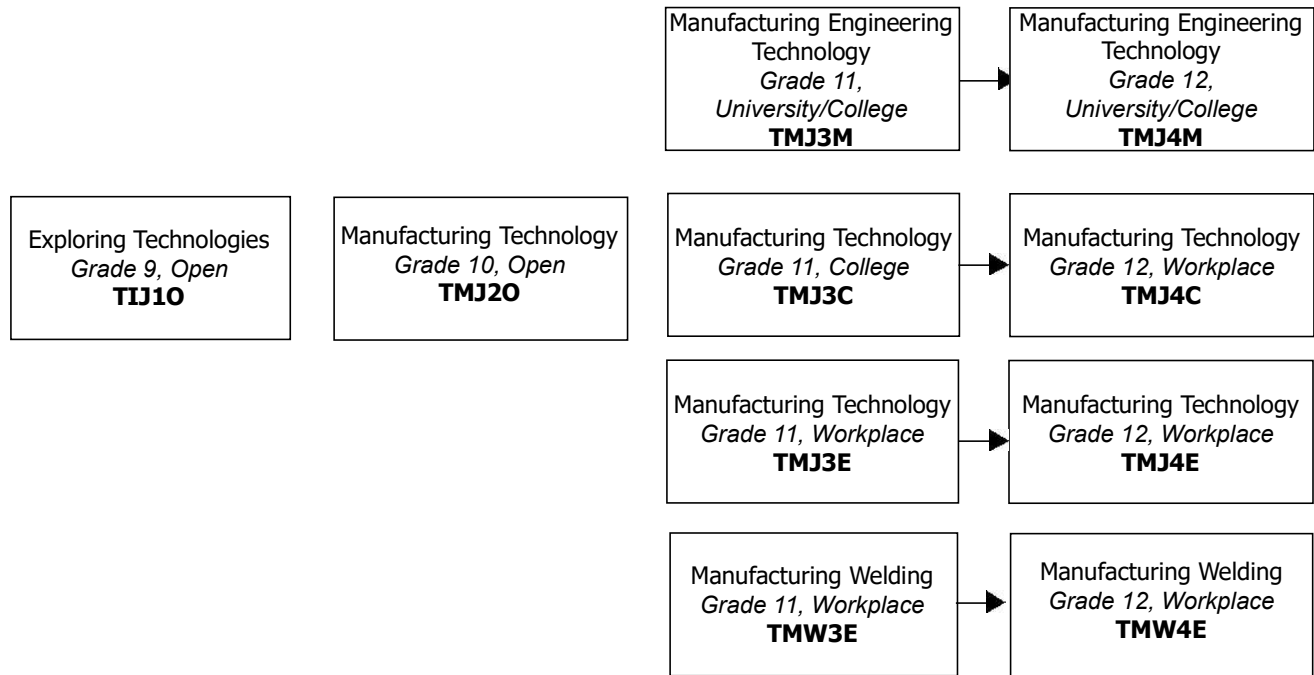 Manufacturing Engineering
Technology
Grade 11,
University/College
TMJ3M
Manufacturing Engineering
Technology
Grade 12,
University/College
TMJ4M
Exploring Technologies
Grade 9, Open
TIJ1O
Manufacturing Technology
Grade 10, Open
TMJ2O
Manufacturing Technology
Grade 11, College
TMJ3C
Manufacturing Technology
Grade 12, Workplace
TMJ4C
Manufacturing Technology
Grade 11, Workplace
TMJ3E
Manufacturing Technology
Grade 12, Workplace
TMJ4E
Manufacturing Welding
Grade 11, Workplace
TMW3E
Manufacturing Welding
Grade 12, Workplace
TMW4E